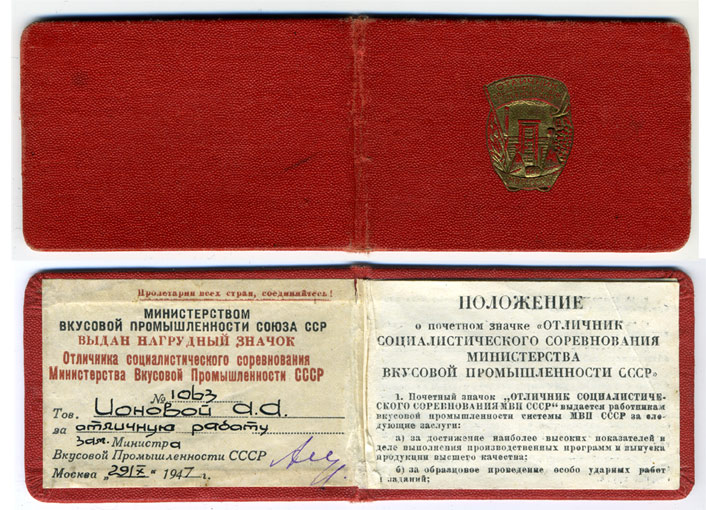 Пролетарии всех стран, соединяйтесь!
МИНИСТЕРСТВОМ
ВКУСОВОЙ ПРОМЫШЛЕННОСТИ СОЮЗА ССР
ВЫДАН НАГРУДНЫЙ ЗНАЧОК
Отличника социалистического соревнования
Министерства Вкусовой Промышленности СССР
№ 1063
Тов. Ионовой А.А.
за отличную работу
Зам. Министра
Вкусовой Промышленности СССР
Москва „29/X" 1947 г.
ПОЛОЖЕНИЕ
о почетном значке «ОТЛИЧНИК
СОЦИАЛИСТИЧЕСКОГО СОРЕВНОВАНИЯ
МИНИСТЕРСТВА
ВКУСОВОЙ ПРОМЫШЛЕННОСТИ СССР»
1. Почетный значок „ОТЛИЧНИК СОЦИАЛИСТИЧЕ-
СКОГО СОРЕВНОВАНИЯ МВП СССР" выдается работникам
вкусовой промышленности системы МВП СССР за сле-
дующие заслуги:
а) за достижение наиболее высоких показателей в
деле выполнения производственных программ и выпуска
продукции высшего качества;
б) за образцовое проведение особо ударных работ
и заданий;